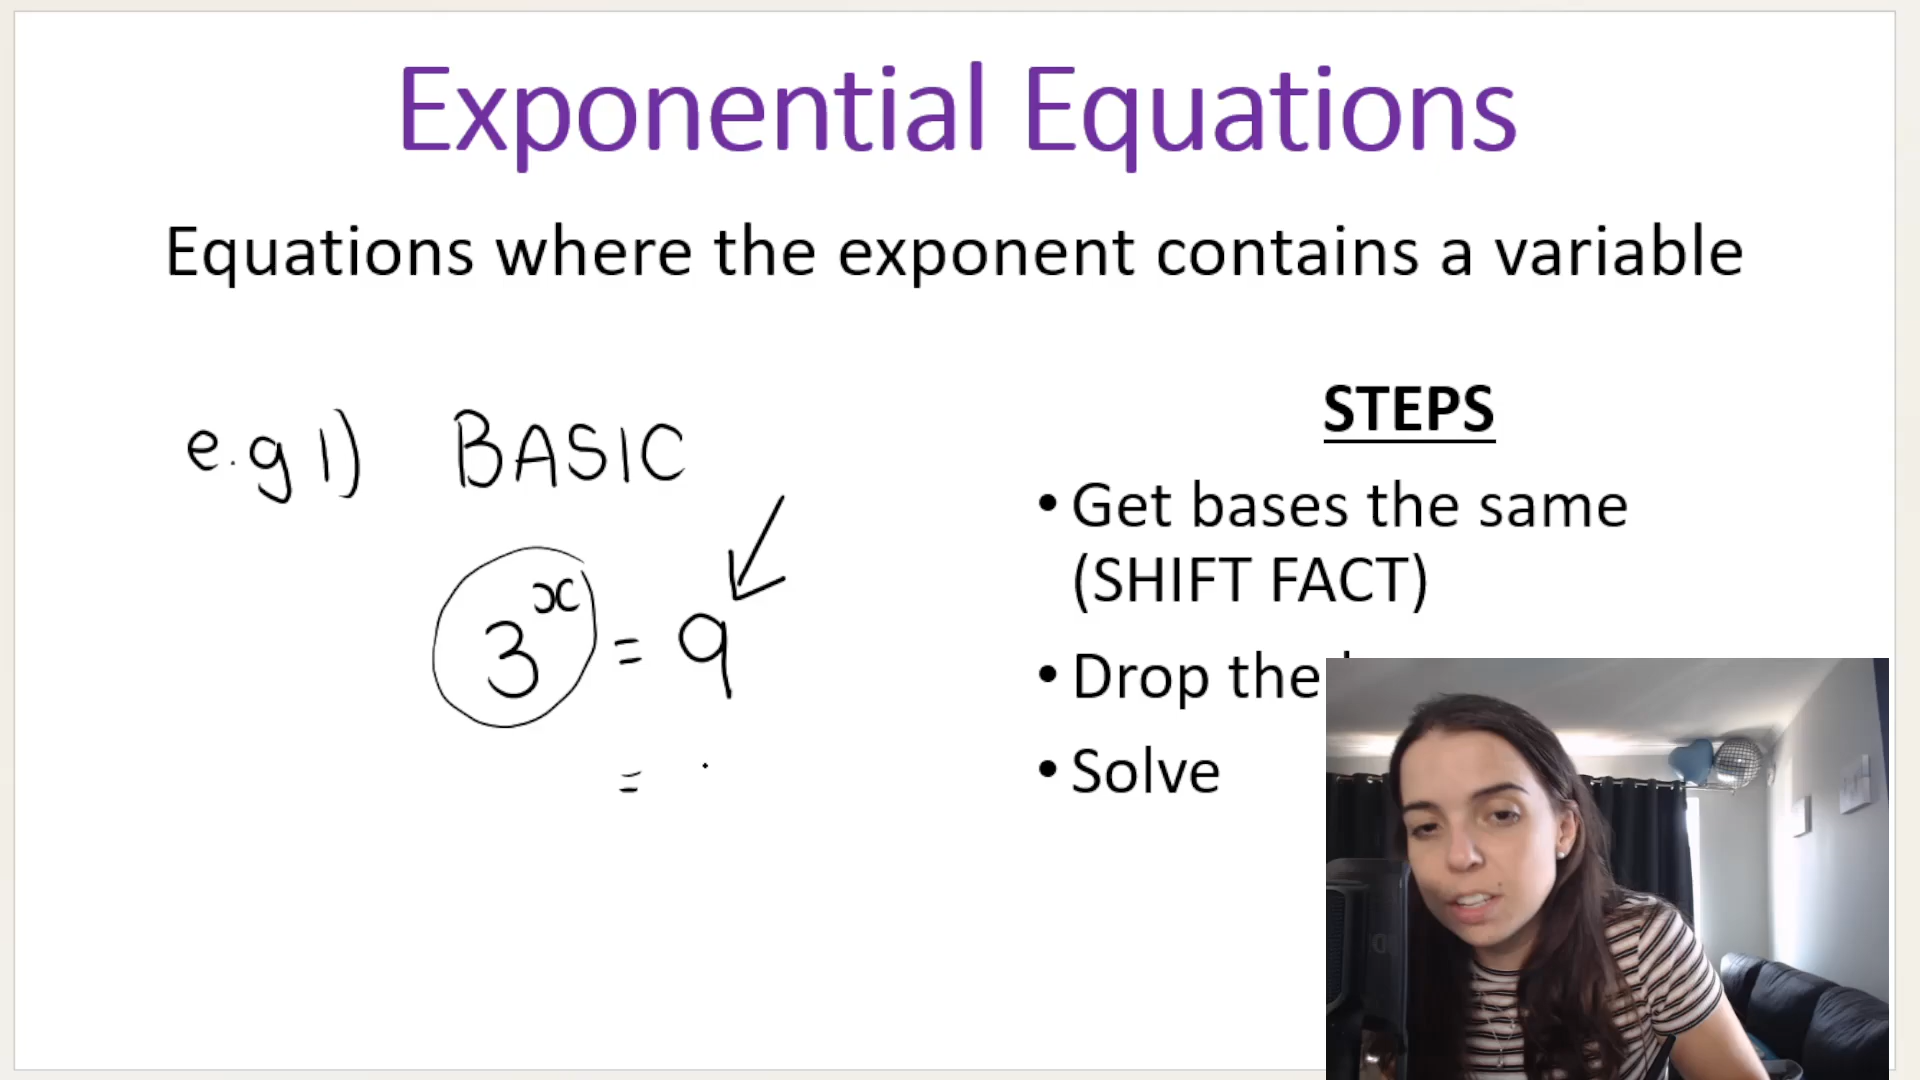 Exponential Equations
Equations where the exponent contains a variable
e.g 1) BASIC
3^x = 9
=
STEPS
• Get bases the same
(SHIFT FACT)
• Drop the
• Solve